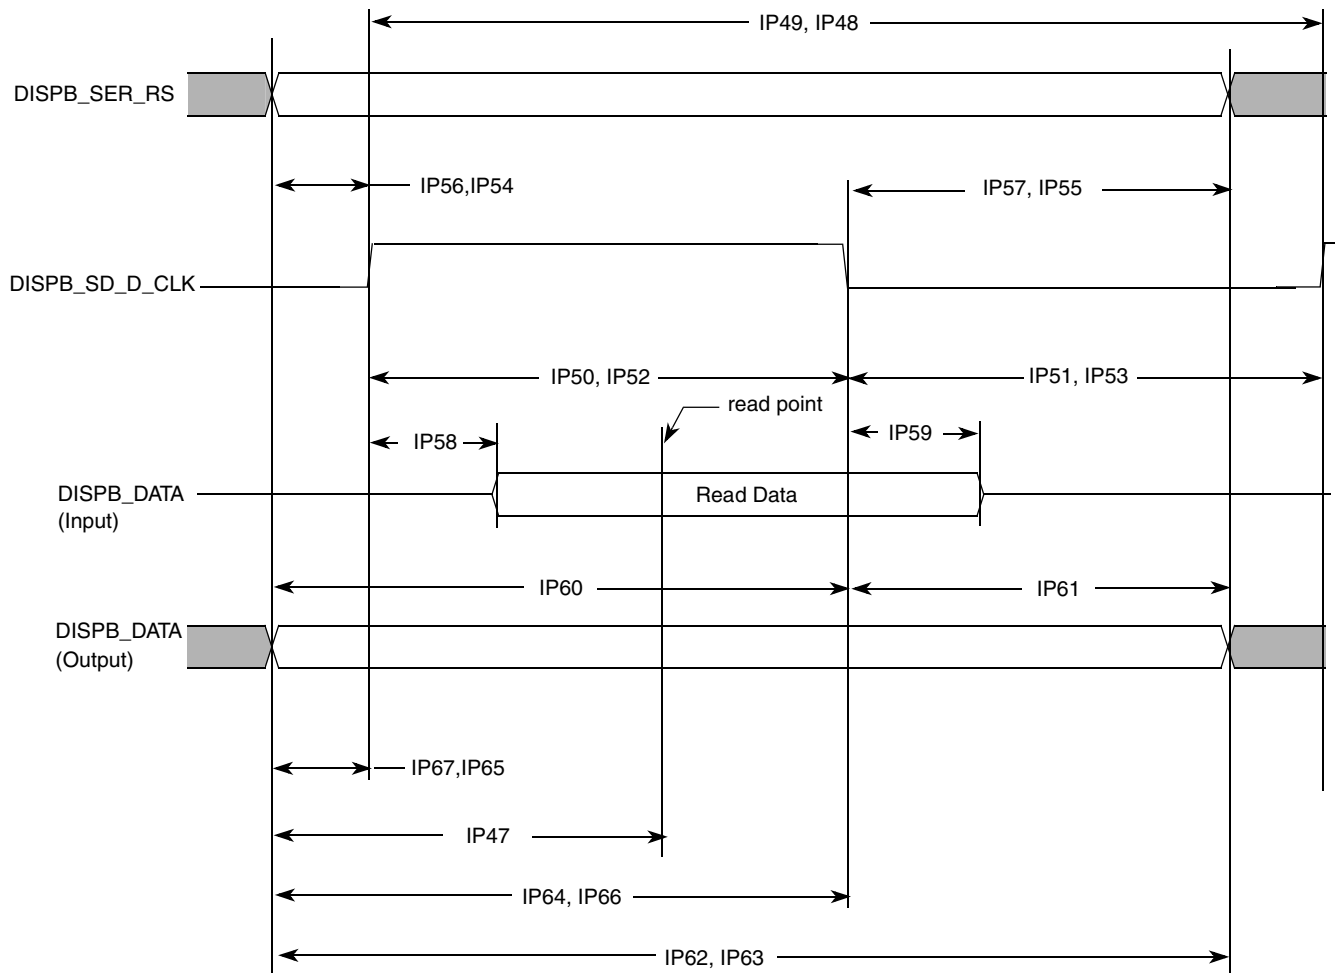 IP49, IP48
DISPB_SER_RS
IP56,IP54
IP57, IP55
DISPB_SD_D_CLK
IP50, IP52
IP51, IP53
read point
IP58
IP59
DISPB_DATA
(Input)
Read Data
IP60
IP61
DISPB_DATA
(Output)
IP67,IP65
IP47
IP64, IP66
IP62, IP63